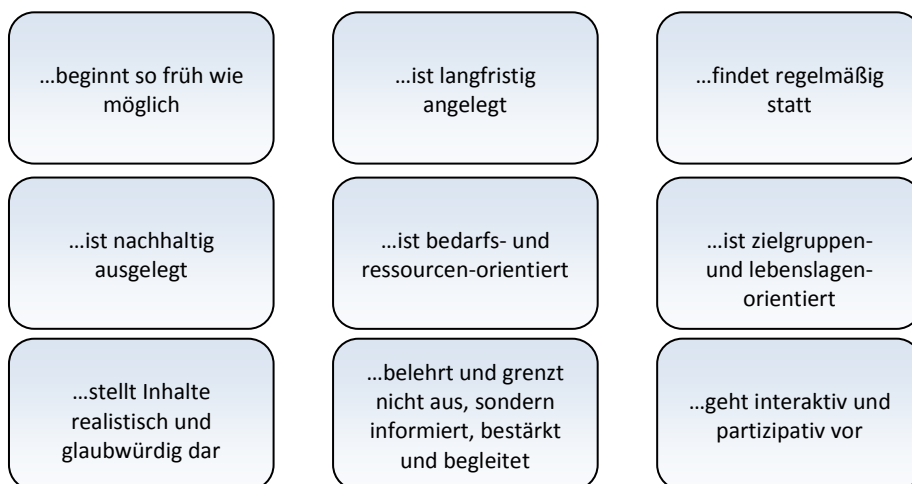 …beginnt so früh wie
möglich
…ist langfristig
angelegt
…findet regelmäßig
statt
…ist nachhaltig
ausgelegt
…ist bedarfs- und
ressourcen-orientiert
…ist zielgruppen-
und lebenslagen-
orientiert
…stellt Inhalte
realistisch und
glaubwürdig dar
…belehrt und grenzt
nicht aus, sondern
informiert, bestärkt
und begleitet
…geht interaktiv und
partizipativ vor